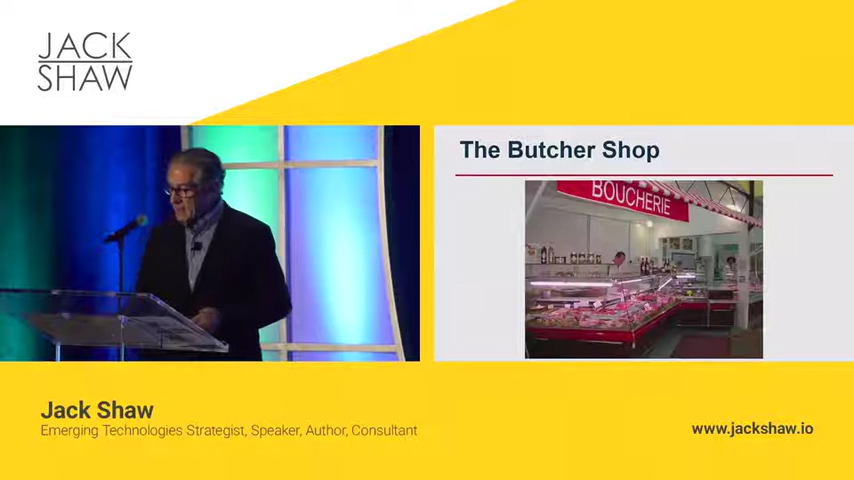 JACK
SHAW
The Butcher Shop
BOUCHERIE
Jack Shaw
Emerging Technologies Strategist, Speaker, Author, Consultant
www.jackshaw.io